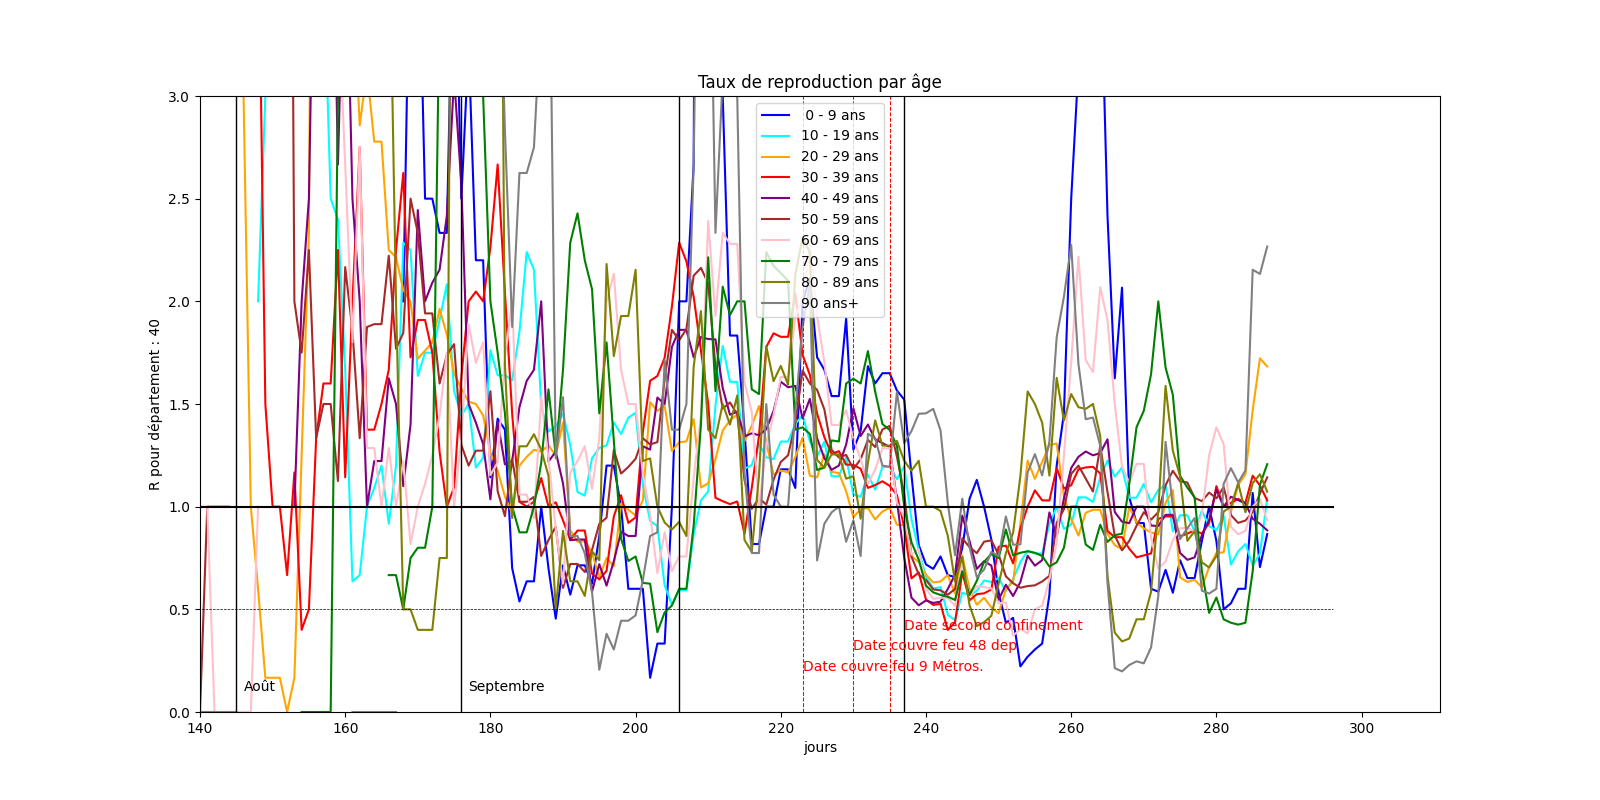 Taux de reproduction par âge
3.0
2.5
2.0
1.5
1.0
0.5
0.0
R pour département : 40
0 - 9 ans
10 - 19 ans
20 - 29 ans
30 - 39 ans
40 - 49 ans
50 - 59 ans
60 - 69 ans
70 - 79 ans
80 - 89 ans
90 ans+
Date second confinement
Date couvre feu 48 dep
Date couvre feu 9 Métros.
Août
Septembre
140
160
180
200
220
240
260
280
300
jours